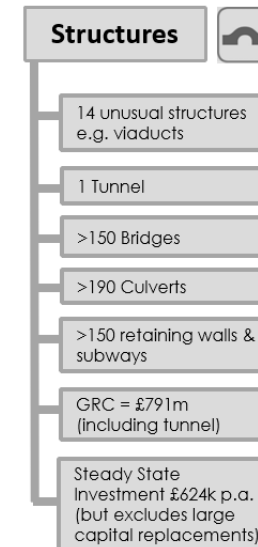 Structures
14 unusual structures
e.g. viaducts
1 Tunnel
>150 Bridges
>190 Culverts
>150 retaining walls &
subways
GRC = £791m
(including tunnel)
Steady State
Investment £624k p.a.
(but excludes large
capital replacements)